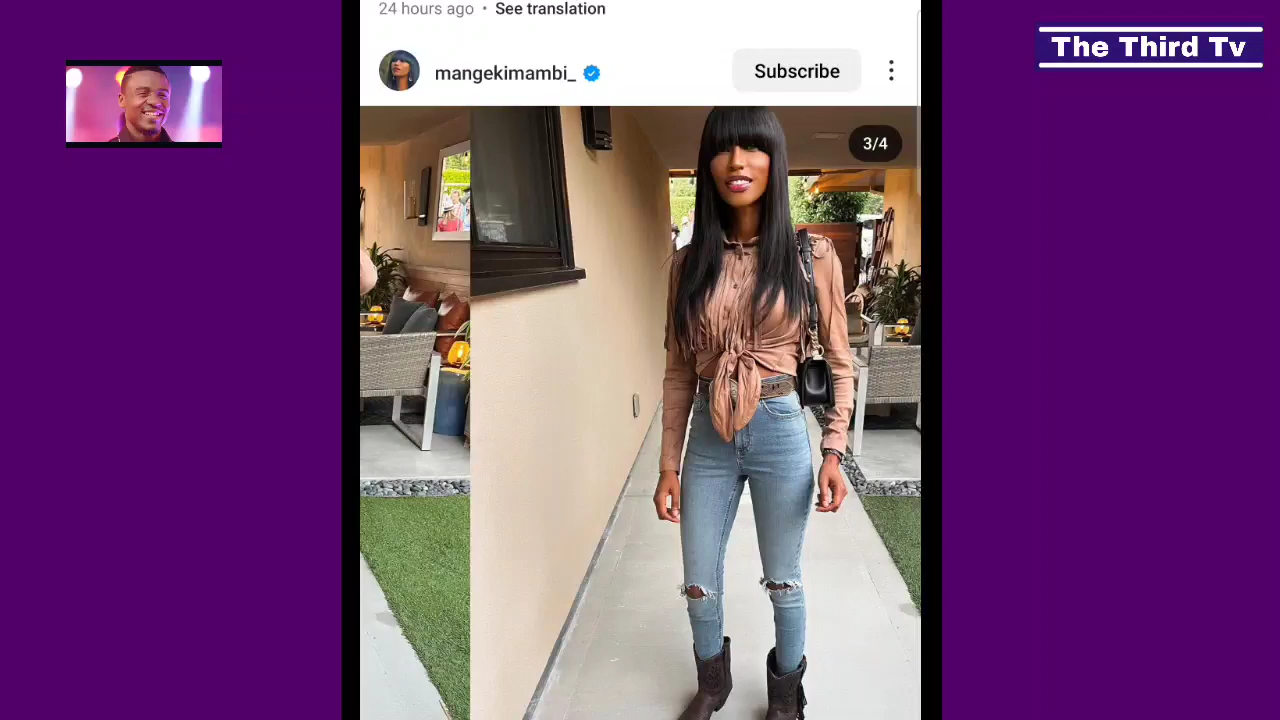 24 hours ago • See translation
The Third Tv
mangekimambi_
Subscribe
3/4